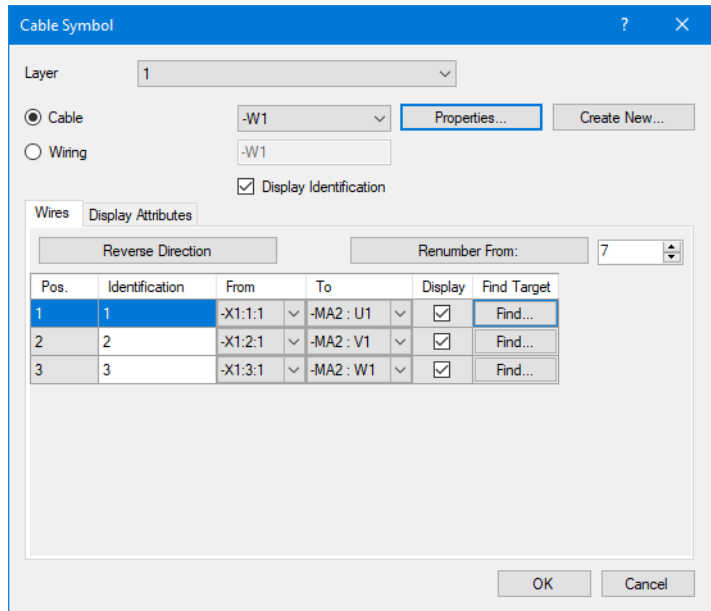 Cable Symbol ?
Layer 1
Cable -W1 Properties... Create New...
Wiring -W1
Display Identification
Wires Display Attributes
Reverse Direction Renumber From: 7
Pos. Identification From To Display Find Target
1 1 -X1:1:1 -MA2 : U1 Find...
2 2 -X1:2:1 -MA2 : V1 Find...
3 3 -X1:3:1 -MA2 : W1 Find...
OK Cancel